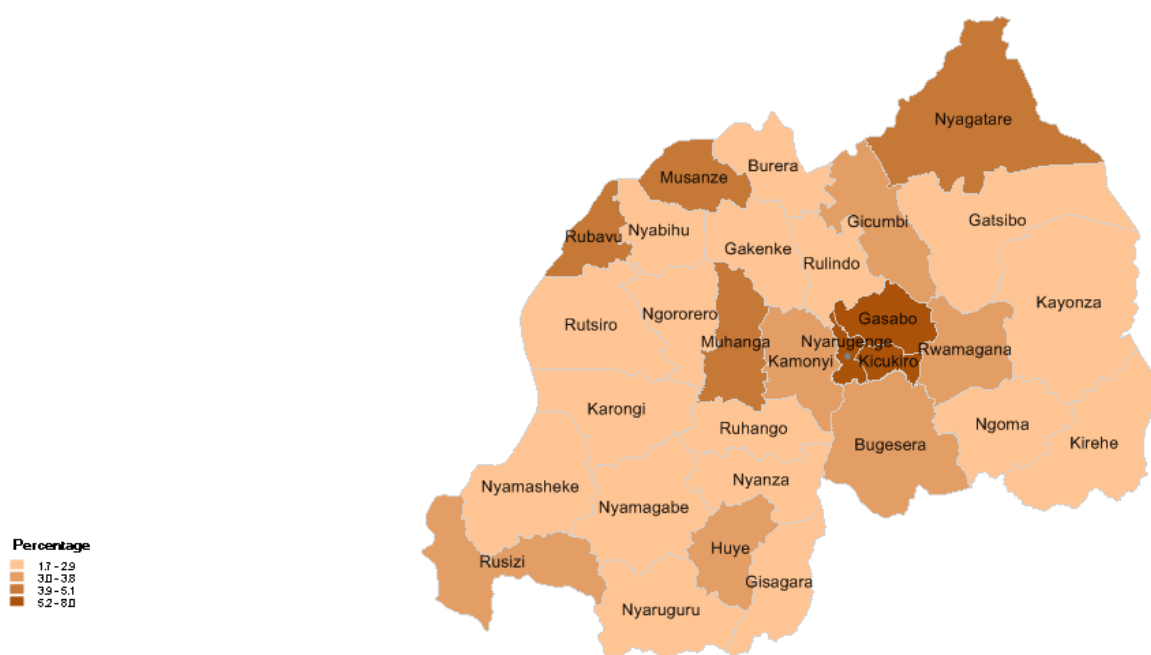 Nyagatare
Burera
Musanze
Gicumbi
Gatsibo
Rubavu
Nyabihu
Gakenke
Rulindo
Kayonza
Ngororero
Gasabo
Rutsiro
Muhanga
Nyarugenge
Kamonyi
Kicukiro
Rwamagana
Karongi
Ruhango
Bugesera
Ngoma
Kirehe
Nyamasheke
Nyanza
Nyamagabe
Huye
Rusizi
Gisagara
Nyaruguru
Percentage
1.7 - 2.9
3.0 - 3.8
3.9 - 5.1
5.2 - 8.0